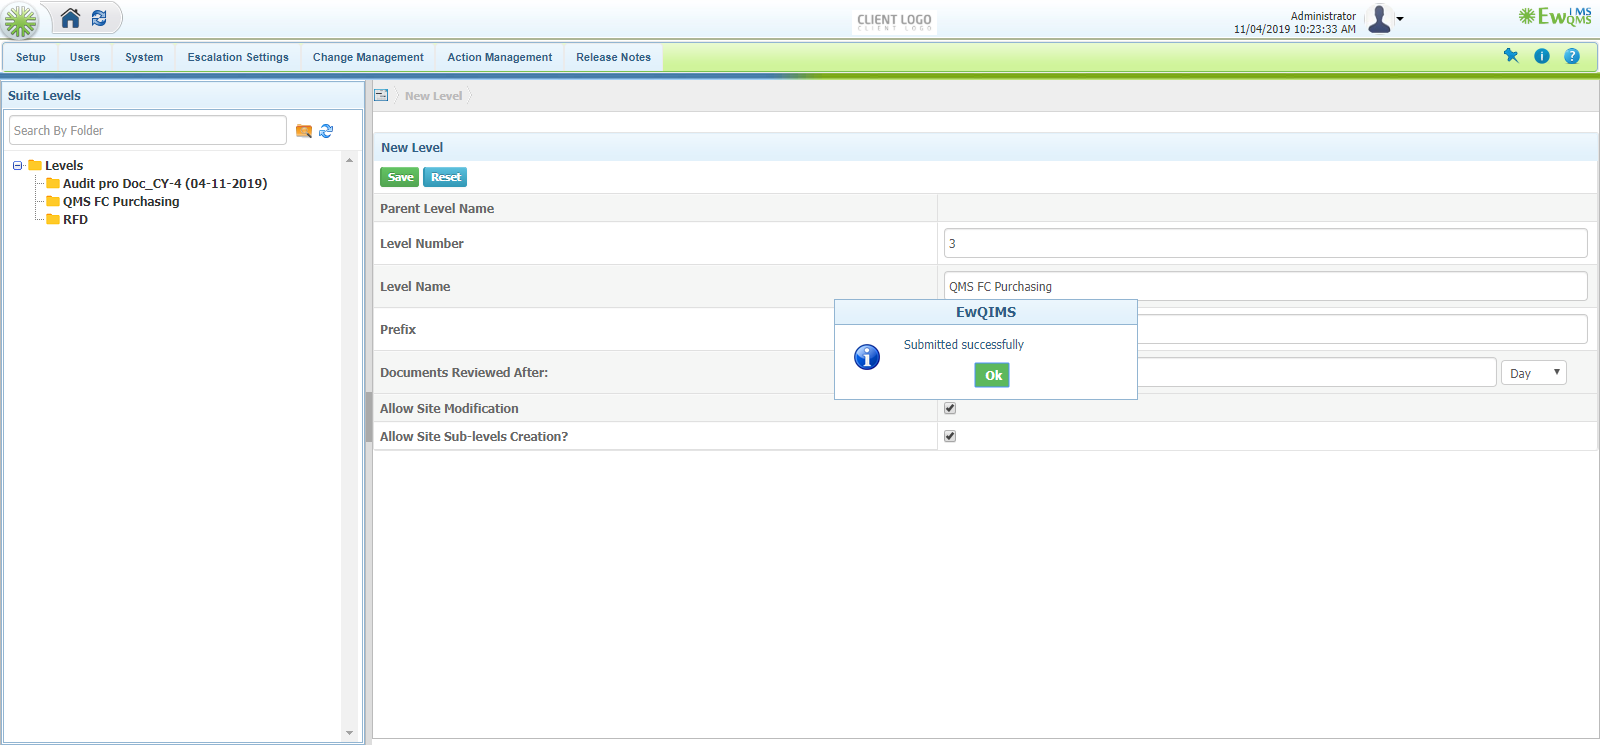 CLIENT LOGO
CLIENT LOGO
Administrator
11/04/2019 10:23:33 AM
EwQIMS
QMS
Setup
Users
System
Escalation Settings
Change Management
Action Management
Release Notes
Suite Levels
Search By Folder
Levels
Audit pro Doc_CY-4 (04-11-2019)
QMS FC Purchasing
RFD
New Level
New Level
Save
Reset
Parent Level Name
Level Number
3
Level Name
QMS FC Purchasing
Prefix
Documents Reviewed After:
Day
Allow Site Modification
Allow Site Sub-levels Creation?
EwQIMS
Submitted successfully
Ok